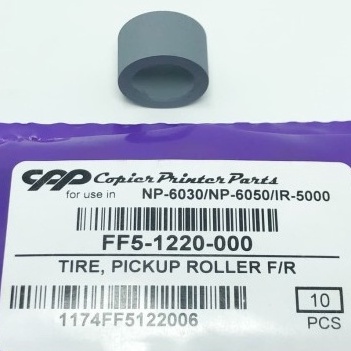 CPP Copier Printer Parts
for use in NP-6030/NP-6050/IR-5000
FF5-1220-000
TIRE, PICKUP ROLLER F/R
1174FF5122006
10
PCS